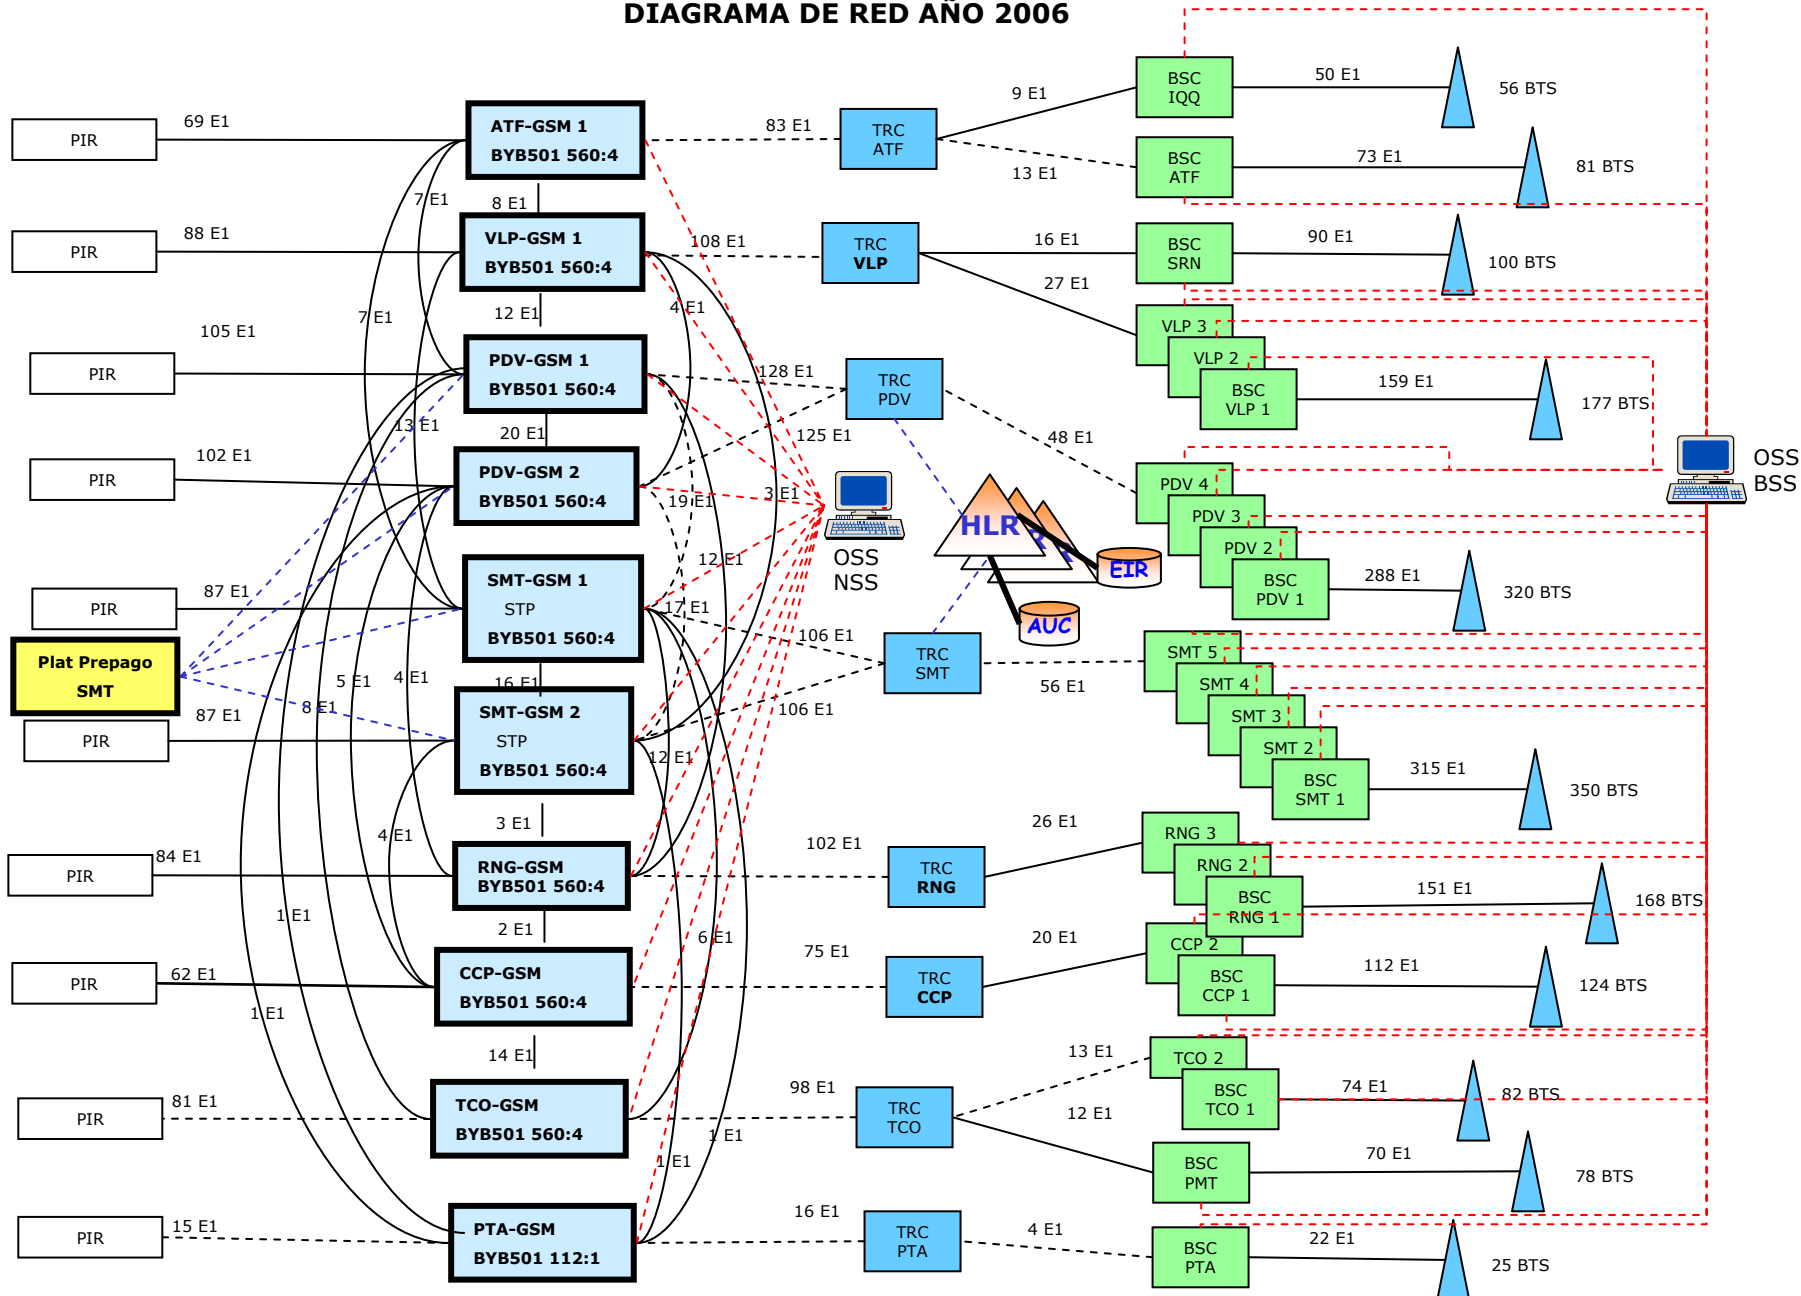 DIAGRAMA DE RED AÑO 2006
PIR
69 E1
ATF-GSM 1
BYB501 560:4
83 E1
TRC
ATF
9 E1
13 E1
BSC
IQQ
50 E1
56 BTS
BSC
ATF
73 E1
81 BTS
7 E1
8 E1
PIR
88 E1
VLP-GSM 1
BYB501 560:4
108 E1
TRC
VLP
16 E1
27 E1
BSC
SRN
90 E1
100 BTS
7 E1
12 E1
4 E1
VLP 3
VLP 2
BSC
VLP 1
159 E1
177 BTS
PIR
105 E1
PDV-GSM 1
BYB501 560:4
128 E1
TRC
PDV
125 E1
48 E1
13 E1
20 E1
PIR
102 E1
PDV-GSM 2
BYB501 560:4
19 E1
3 E1
12 E1
OSS
NSS
HLR
R
R
EIR
AUC
PDV 4
PDV 3
PDV 2
BSC
PDV 1
288 E1
320 BTS
OSS
BSS
PIR
87 E1
SMT-GSM 1
STP
BYB501 560:4
17 E1
106 E1
TRC
SMT
56 E1
106 E1
Plat Prepago
SMT
5 E1
4 E1
8 E1
16 E1
PIR
87 E1
SMT-GSM 2
STP
BYB501 560:4
12 E1
SMT 5
SMT 4
SMT 3
SMT 2
BSC
SMT 1
315 E1
350 BTS
4 E1
3 E1
PIR
84 E1
RNG-GSM
BYB501 560:4
102 E1
TRC
RNG
26 E1
RNG 3
RNG 2
BSC
RNG 1
151 E1
168 BTS
1 E1
2 E1
6 E1
PIR
62 E1
CCP-GSM
BYB501 560:4
75 E1
TRC
CCP
20 E1
CCP 2
BSC
CCP 1
112 E1
124 BTS
1 E1
14 E1
PIR
81 E1
TCO-GSM
BYB501 560:4
98 E1
TRC
TCO
13 E1
12 E1
TCO 2
BSC
TCO 1
74 E1
82 BTS
1 E1
1 E1
BSC
PMT
70 E1
78 BTS
PIR
15 E1
PTA-GSM
BYB501 112:1
16 E1
TRC
PTA
4 E1
BSC
PTA
22 E1
25 BTS